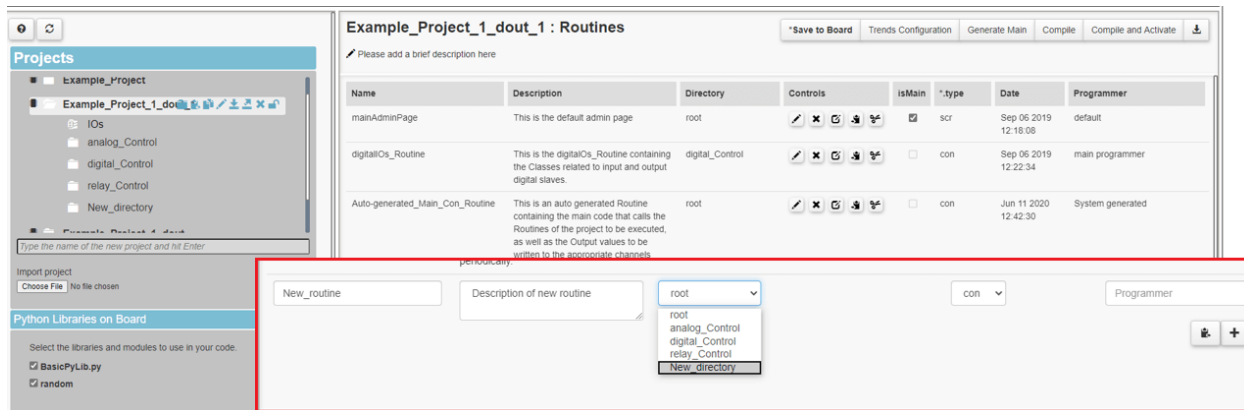 Projects
Example_Project
Example_Project_1_dou
IOs
analog_Control
digital_Control
relay_Control
New_directory
Example_Project_4_dout
Type the name of the new project and hit Enter
Import project
Choose File No file chosen
Python Libraries on Board
Select the libraries and modules to use in your code.
BasicPyLib.py
random
Example_Project_1_dout_1 : Routines
*Save to Board Trends Configuration Generate Main Compile Compile and Activate
Please add a brief description here
Name Description Directory Controls isMain *.type Date Programmer
mainAdminPage This is the default admin page root scr Sep 06 2019 default
12:18:08
digitalIOs_Routine This is the digitalOs_Routine containing digital_Control con Sep 06 2019 main programmer
the Classes related to input and output 12:22:34
digital slaves.
Auto-generated_Main_Con_Routine This is an auto generated Routine root con Jun 11 2020 System generated
containing the main code that calls the 12:42:30
Routines of the project to be executed,
as well as the Output values to be
written to the appropriate channels
periodically.
New_routine Description of new routine root con Programmer
root
analog_Control
digital_Control
relay_Control
New_directory